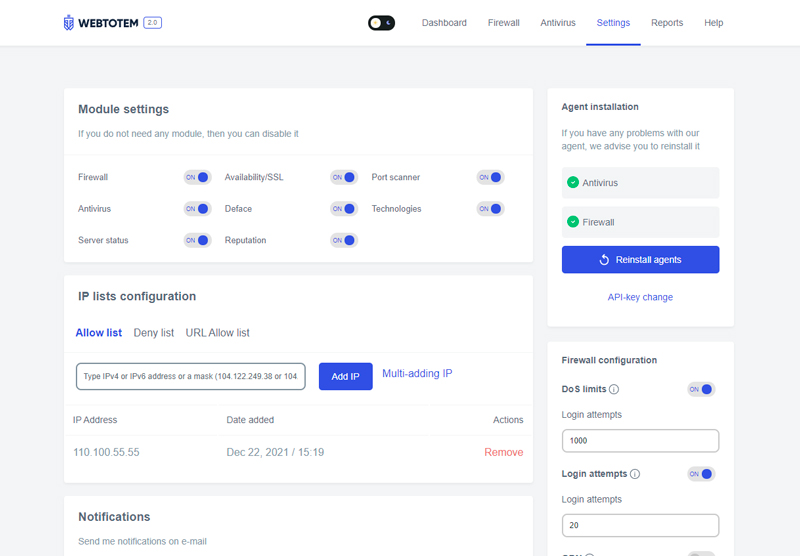 WEBTOTEM 2.0
Dashboard Firewall Antivirus Settings Reports Help
Module settings
If you do not need any module, then you can disable it
Firewall ON Availability/SSL ON Port scanner ON
Antivirus ON Deface ON Technologies ON
Server status ON Reputation ON
IP lists configuration
Allow list Deny list URL Allow list
Type IPv4 or IPv6 address or a mask (104.122.249.38 or 104
Add IP Multi-adding IP
IP Address Date added Actions
110.100.55.55 Dec 22, 2021 / 15:19 Remove
Notifications
Send me notifications on e-mail
Agent installation
If you have any problems with our
agent, we advise you to reinstall it
Antivirus
Firewall
Reinstall agents
API-key change
Firewall configuration
DoS limits ON
Login attempts
1000
Login attempts ON
Login attempts
20